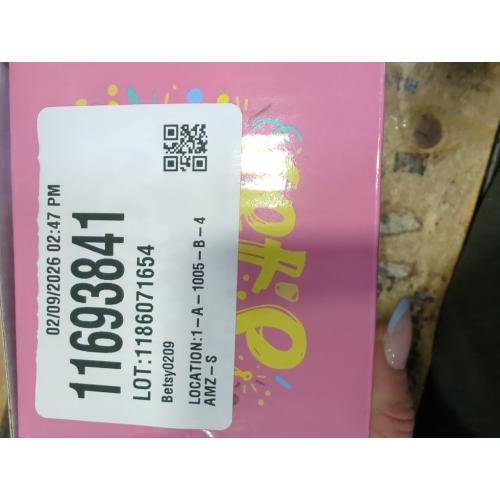 02/09/2026 02:47 PM
11693841
LOT:1186071654
Betsy0209
LOCATION:1-A-1005-B-4
AMZ-S